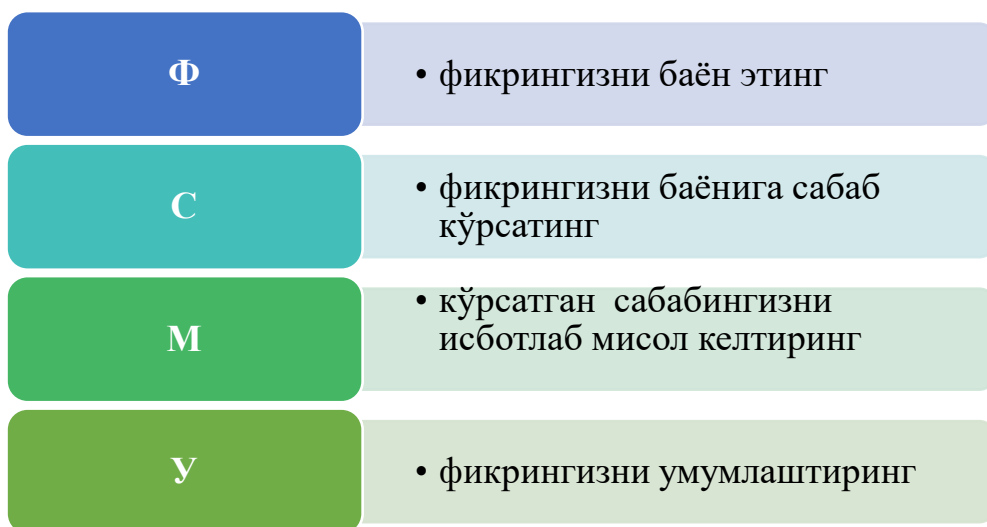 Ф
• фикрингизни баён этинг
С
• фикрингизни баёнига сабаб
кўрсатинг
М
• кўрсатган сабабингизни
исботлаб мисол келтиринг
У
• фикрингизни умумлаштиринг